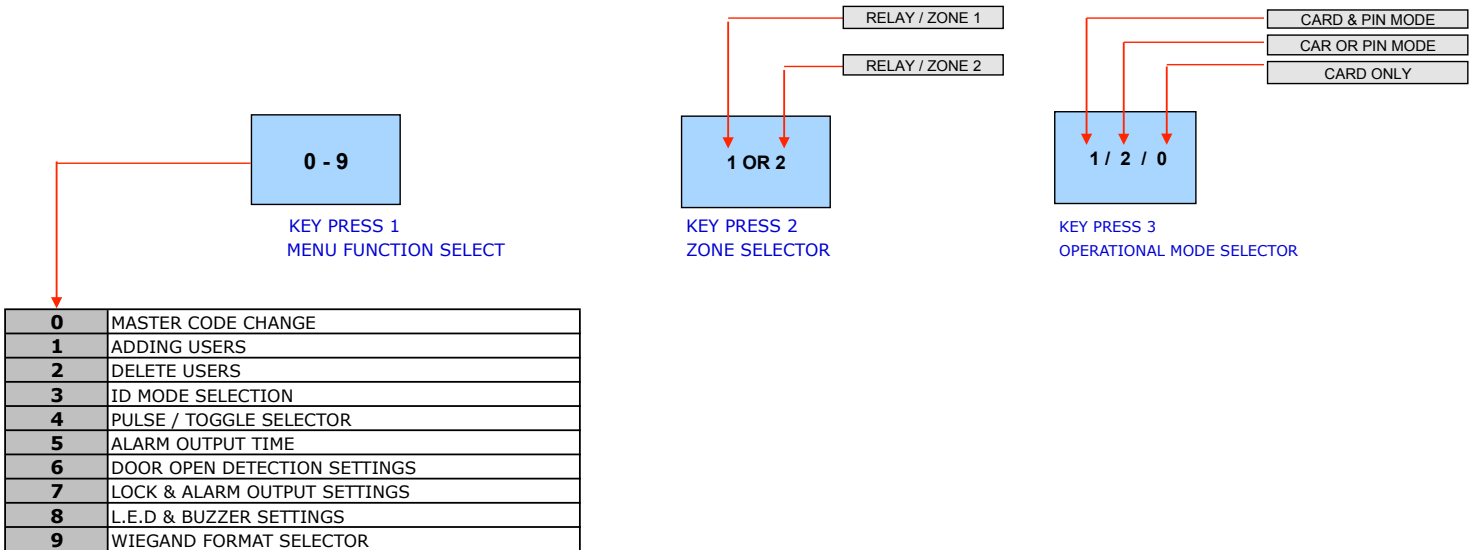 RELAY / ZONE 1
RELAY / ZONE 2
CARD & PIN MODE
CAR OR PIN MODE
CARD ONLY
0 - 9
1 OR 2
1 / 2 / 0
KEY PRESS 1
MENU FUNCTION SELECT
KEY PRESS 2
ZONE SELECTOR
KEY PRESS 3
OPERATIONAL MODE SELECTOR
0 MASTER CODE CHANGE
1 ADDING USERS
2 DELETE USERS
3 ID MODE SELECTION
4 PULSE / TOGGLE SELECTOR
5 ALARM OUTPUT TIME
6 DOOR OPEN DETECTION SETTINGS
7 LOCK & ALARM OUTPUT SETTINGS
8 L.E.D & BUZZER SETTINGS
9 WIEGAND FORMAT SELECTOR